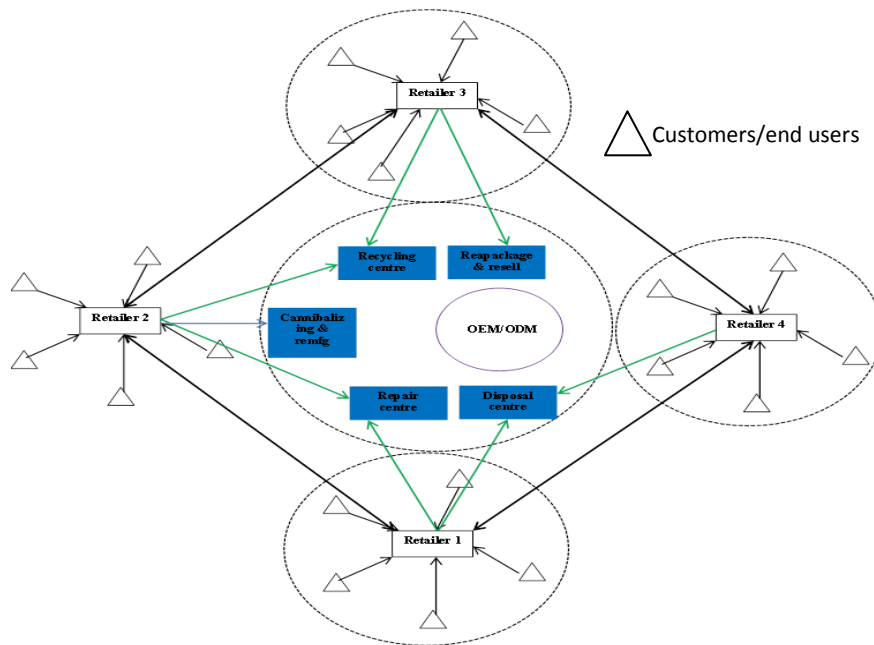 Retailer 3
Customers/end users
Recycling
centre
Reapackage
& resell
Retailer 2
Cannibaliz
ing &
remfg
OEM/ODM
Retailer 4
Repair
centre
Disposal
centre
Retailer 1